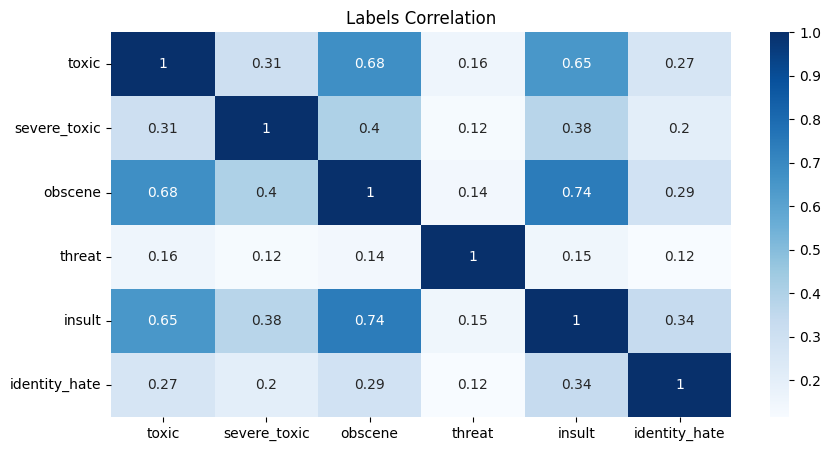 Labels Correlation
toxic 1 0.31 0.68 0.16 0.65 0.27
severe_toxic 0.31 1 0.4 0.12 0.38 0.2
obscene 0.68 0.4 1 0.14 0.74 0.29
threat 0.16 0.12 0.14 1 0.15 0.12
insult 0.65 0.38 0.74 0.15 1 0.34
identity_hate 0.27 0.2 0.29 0.12 0.34 1
toxic severe_toxic obscene threat insult identity_hate
1.0
0.9
0.8
0.7
0.6
0.5
0.4
0.3
0.2